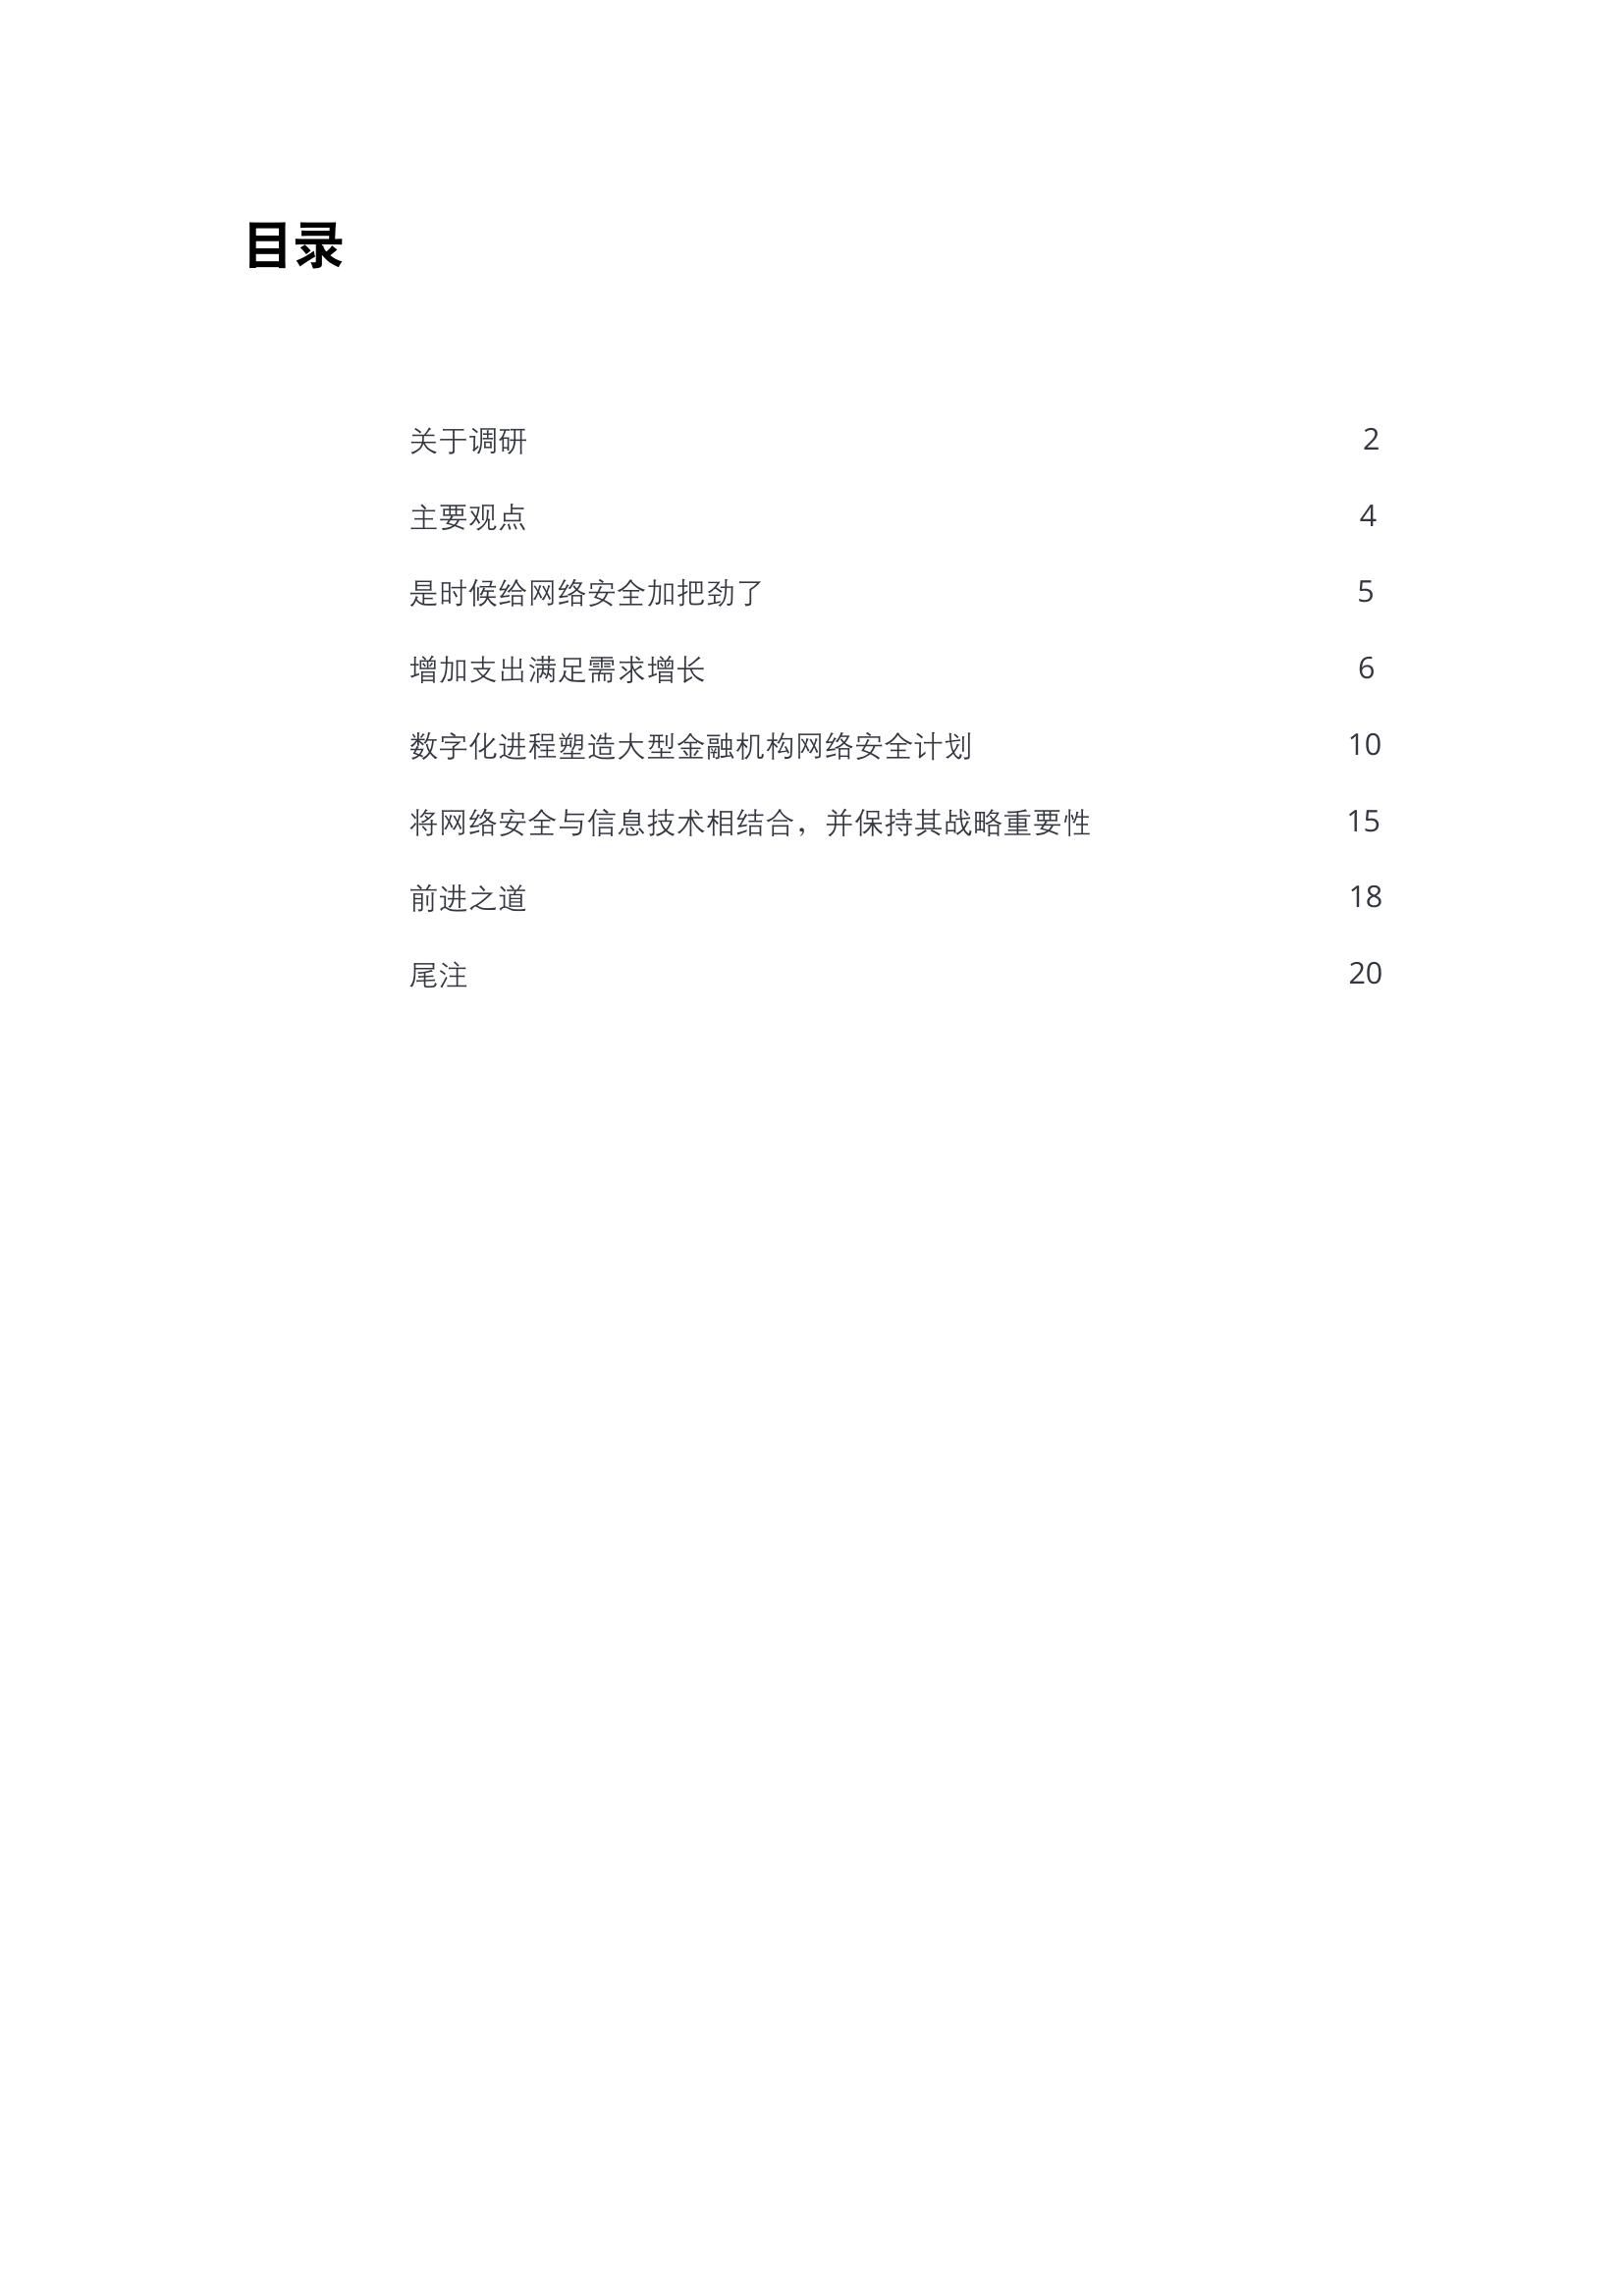 目录
关于调研 2
主要观点 4
是时候给网络安全加把劲了 5
增加支出满足需求增长 6
数字化进程塑造大型金融机构网络安全计划 10
将网络安全与信息技术相结合，并保持其战略重要性 15
前进之道 18
尾注 20